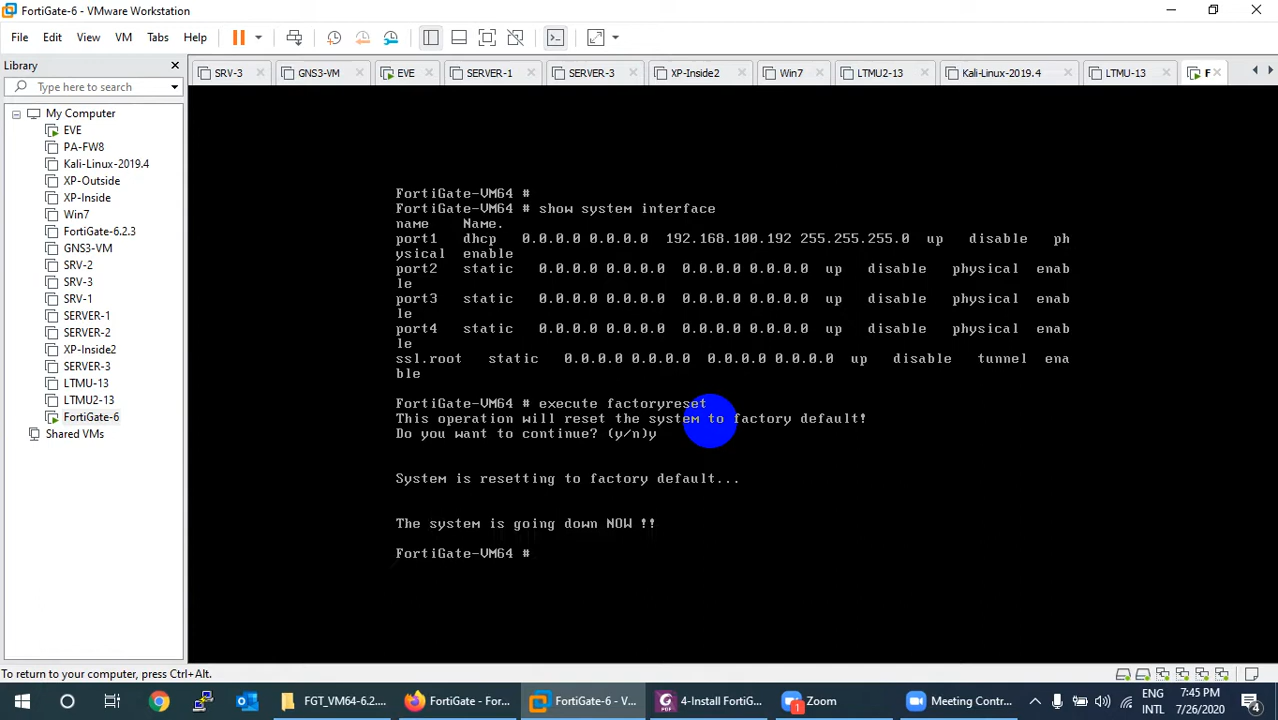 FortiGate-6 - VMware Workstation
File Edit View VM Tabs Help
Library
Type here to search
My Computer
EVE
PA-FW8
Kali-Linux-2019.4
XP-Outside
XP-Inside
Win7
FortiGate-6.2.3
GNS3-VM
SRV-2
SRV-3
SRV-1
SERVER-1
SERVER-2
XP-Inside2
SERVER-3
LTMU-13
LTMU2-13
FortiGate-6
Shared VMs
SRV-3 GNS3-VM EVE SERVER-1 SERVER-3 XP-Inside2 Win7 LTMU2-13 Kali-Linux-2019.4 LTMU-13 F
FortiGate-VM64 #
FortiGate-VM64 # show system interface
name Name.
port1 dhcp 0.0.0.0 0.0.0.0 192.168.100.192 255.255.255.0 up disable ph
ysical enable
port2 static 0.0.0.0 0.0.0.0 0.0.0.0 0.0.0.0 up disable physical enab
le
port3 static 0.0.0.0 0.0.0.0 0.0.0.0 0.0.0.0 up disable physical enab
le
port4 static 0.0.0.0 0.0.0.0 0.0.0.0 0.0.0.0 up disable physical enab
le
ssl.root static 0.0.0.0 0.0.0.0 0.0.0.0 0.0.0.0 up disable tunnel ena
ble
FortiGate-VM64 # execute factoryreset
This operation will reset the system to factory default!
Do you want to continue? (y/n)y
System is resetting to factory default...
The system is going down NOW !!
FortiGate-VM64 #
To return to your computer, press Ctrl+Alt.
FGT_VM64-6.2.... FortiGate - For... FortiGate-6 - V... 4-Install FortiG... Zoom 1 Meeting Contr...
ENG
INTL
7:45 PM
7/26/2020
4